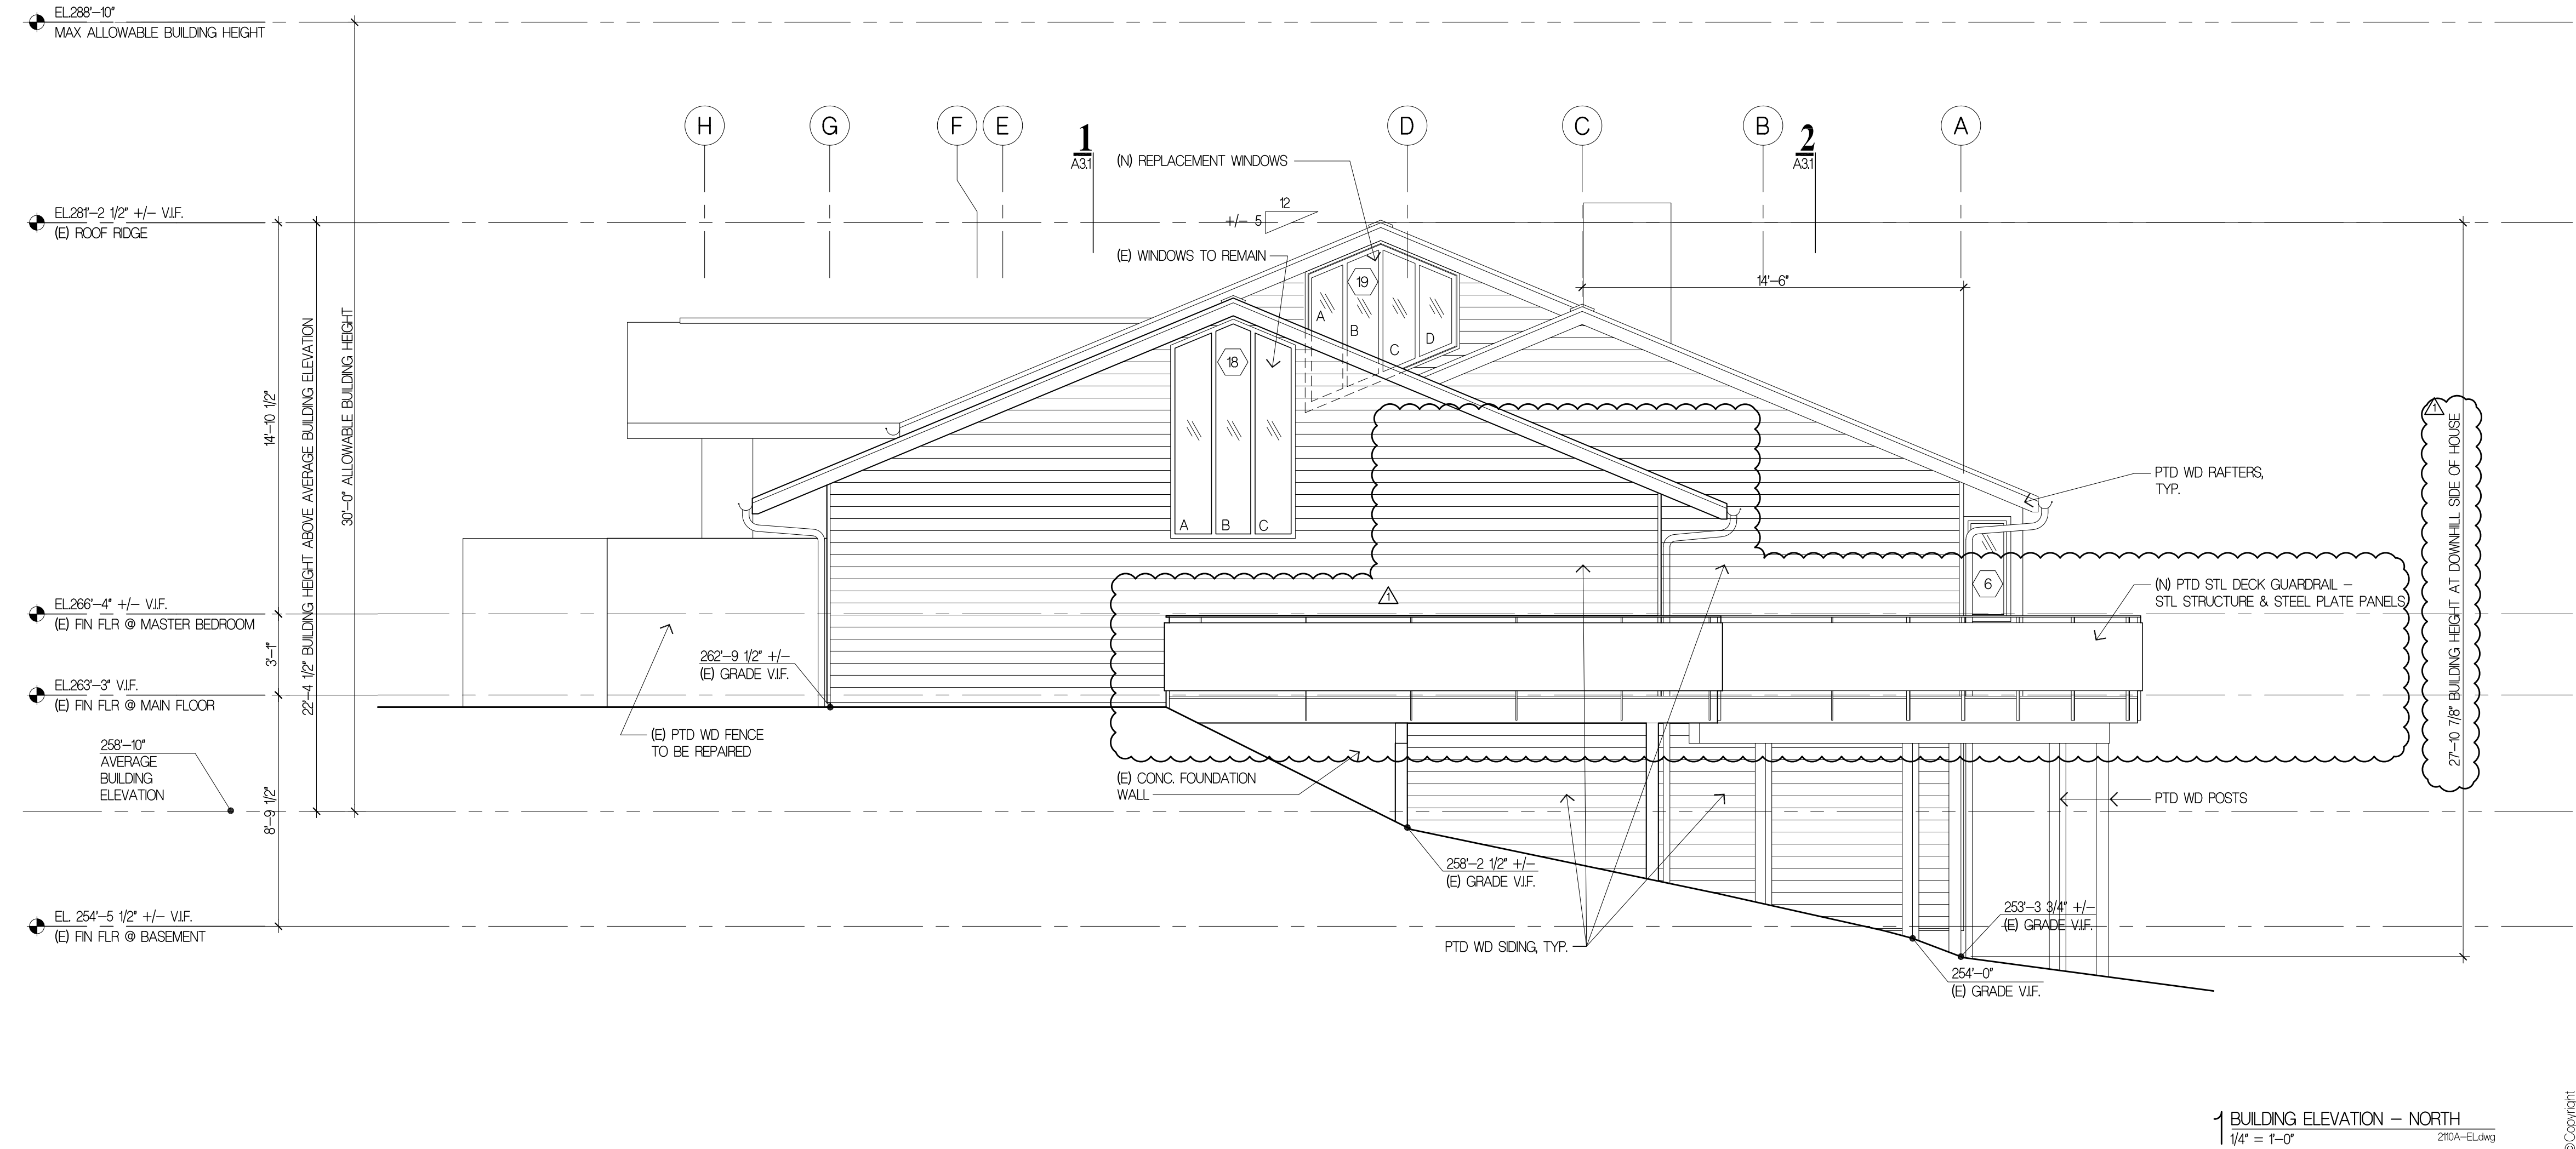 EL.288'-10"
MAX ALLOWABLE BUILDING HEIGHT
H
G
F
E
1
A3.1
D
C
B
2
A3.1
A
(N) REPLACEMENT WINDOWS
EL.281'-2 1/2" +/- V.I.F.
(E) ROOF RIDGE
12
+/- 5
(E) WINDOWS TO REMAIN
14'-6"
19
A
B
C
D
18
A
B
C
14'-10 1/2"
22'-4 1/2" BUILDING HEIGHT ABOVE AVERAGE BUILDING ELEVATION
30'-0" ALLOWABLE BUILDING HEIGHT
1
27'-10 7/8" BUILDING HEIGHT AT DOWNHILL SIDE OF HOUSE
PTD WD RAFTERS,
TYP.
6
(N) PTD STL DECK GUARDRAIL -
STL STRUCTURE & STEEL PLATE PANELS
1
EL.266'-4" +/- V.I.F.
(E) FIN FLR @ MASTER BEDROOM
3'-1"
262'-9 1/2" +/-
(E) GRADE V.I.F.
EL.263'-3" V.I.F.
(E) FIN FLR @ MAIN FLOOR
(E) PTD WD FENCE
TO BE REPAIRED
258'-10"
AVERAGE
BUILDING
ELEVATION
8'-9 1/2"
(E) CONC. FOUNDATION
WALL
PTD WD POSTS
258'-2 1/2" +/-
(E) GRADE V.I.F.
EL. 254'-5 1/2" +/- V.I.F.
(E) FIN FLR @ BASEMENT
253'-3 3/4" +/-
(E) GRADE V.I.F.
PTD WD SIDING, TYP.
254'-0"
(E) GRADE V.I.F.
1
BUILDING ELEVATION - NORTH
1/4" = 1'-0"
2110A-EL.dwg
©Copyright